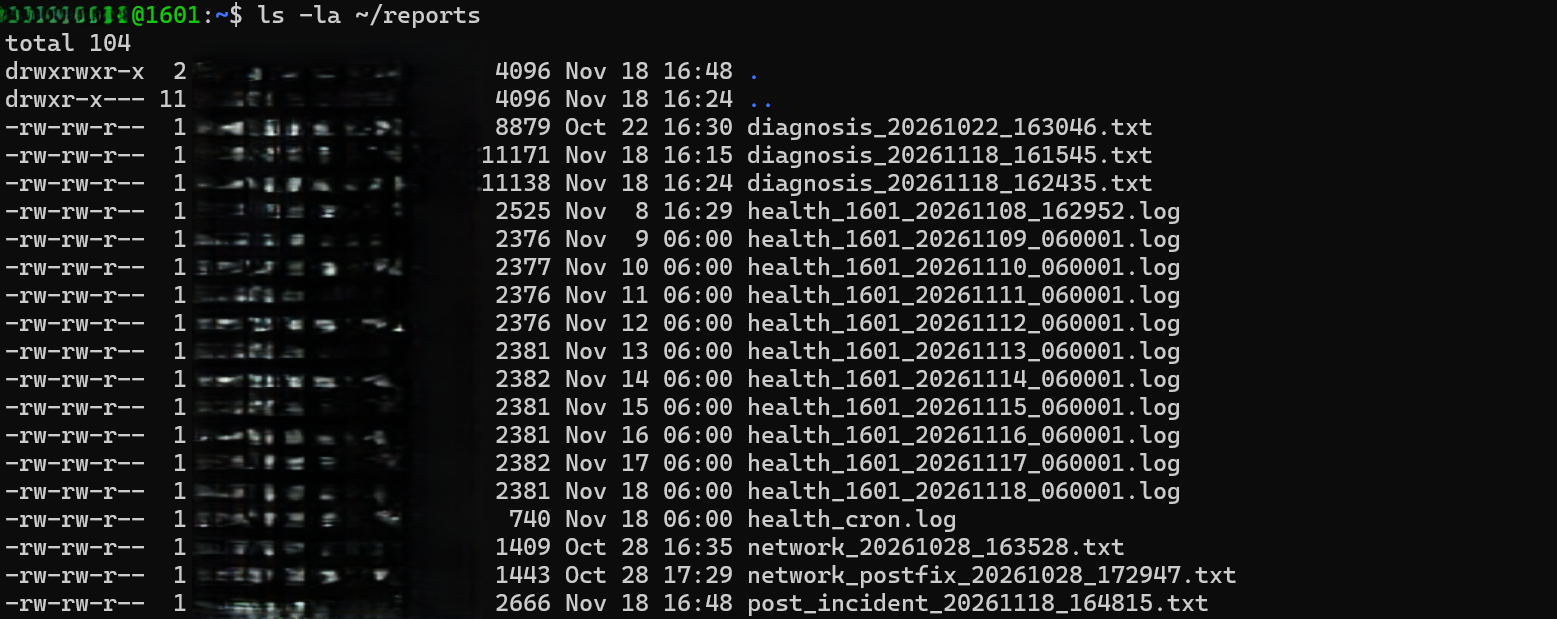 @1601:~$ ls -la ~/reports
total 104
drwxrwxr-x 2 4096 Nov 18 16:48 .
drwxr-x--- 11 4096 Nov 18 16:24 ..
-rw-rw-r-- 1 8879 Oct 22 16:30 diagnosis_20261022_163046.txt
-rw-rw-r-- 1 11171 Nov 18 16:15 diagnosis_20261118_161545.txt
-rw-rw-r-- 1 11138 Nov 18 16:24 diagnosis_20261118_162435.txt
-rw-rw-r-- 1 2525 Nov 8 16:29 health_1601_20261108_162952.log
-rw-rw-r-- 1 2376 Nov 9 06:00 health_1601_20261109_060001.log
-rw-rw-r-- 1 2377 Nov 10 06:00 health_1601_20261110_060001.log
-rw-rw-r-- 1 2376 Nov 11 06:00 health_1601_20261111_060001.log
-rw-rw-r-- 1 2376 Nov 12 06:00 health_1601_20261112_060001.log
-rw-rw-r-- 1 2381 Nov 13 06:00 health_1601_20261113_060001.log
-rw-rw-r-- 1 2382 Nov 14 06:00 health_1601_20261114_060001.log
-rw-rw-r-- 1 2381 Nov 15 06:00 health_1601_20261115_060001.log
-rw-rw-r-- 1 2381 Nov 16 06:00 health_1601_20261116_060001.log
-rw-rw-r-- 1 2382 Nov 17 06:00 health_1601_20261117_060001.log
-rw-rw-r-- 1 2381 Nov 18 06:00 health_1601_20261118_060001.log
-rw-rw-r-- 1 740 Nov 18 06:00 health_cron.log
-rw-rw-r-- 1 1409 Oct 28 16:35 network_20261028_163528.txt
-rw-rw-r-- 1 1443 Oct 28 17:29 network_postfix_20261028_172947.txt
-rw-rw-r-- 1 2666 Nov 18 16:48 post_incident_20261118_164815.txt